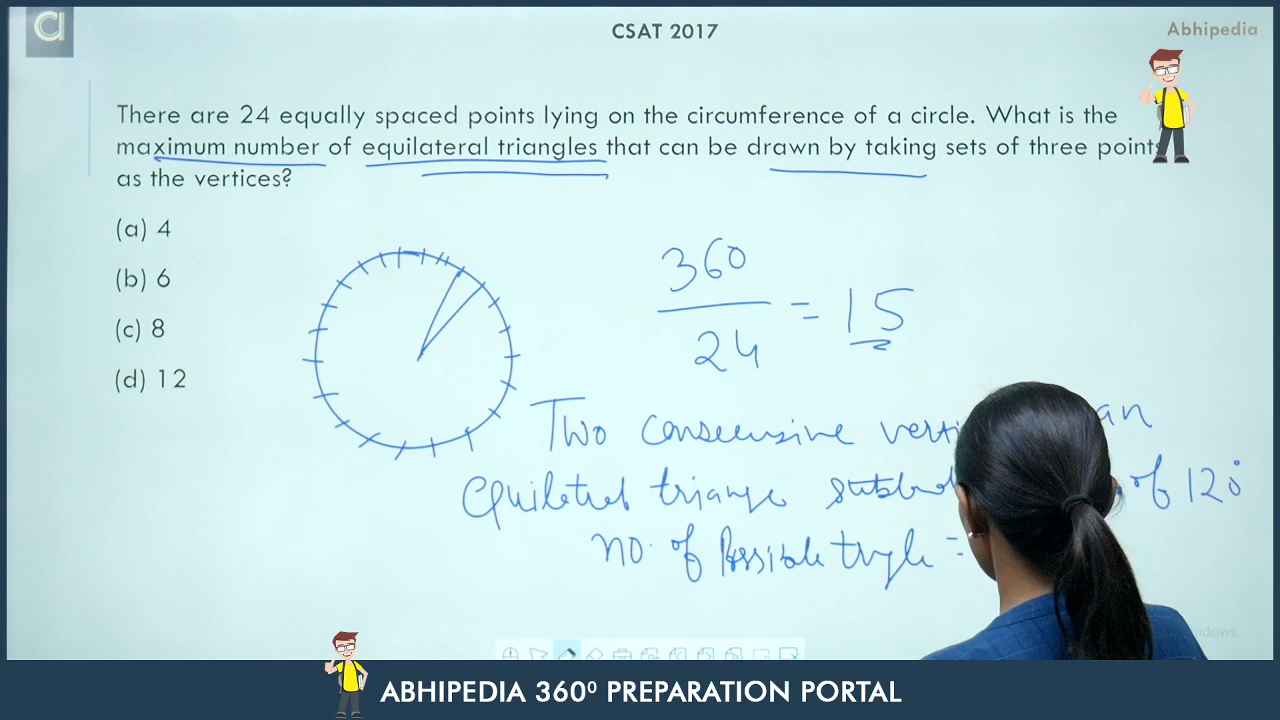 CSAT 2017
Abhipedia
There are 24 equally spaced points lying on the circumference of a circle. What is the
maximum number of equilateral triangles that can be drawn by taking sets of three points
as the vertices?
(a) 4
(b) 6
(c) 8
(d) 12
360
24
= 15
Two
an
triange
of 120°
no. of Possible
=
ABHIPEDIA 360⁰ PREPARATION PORTAL